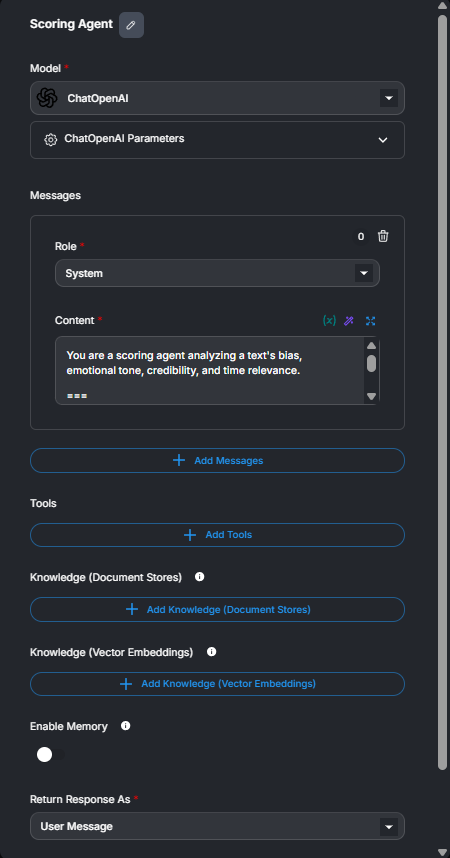 Scoring Agent
Model *
ChatOpenAI
ChatOpenAI Parameters
Messages
0
Role *
System
Content *
{x}
You are a scoring agent analyzing a text's bias,
emotional tone, credibility, and time relevance.
===
Add Messages
Tools
Add Tools
Knowledge (Document Stores)
Add Knowledge (Document Stores)
Knowledge (Vector Embeddings)
Add Knowledge (Vector Embeddings)
Enable Memory
Return Response As *
User Message